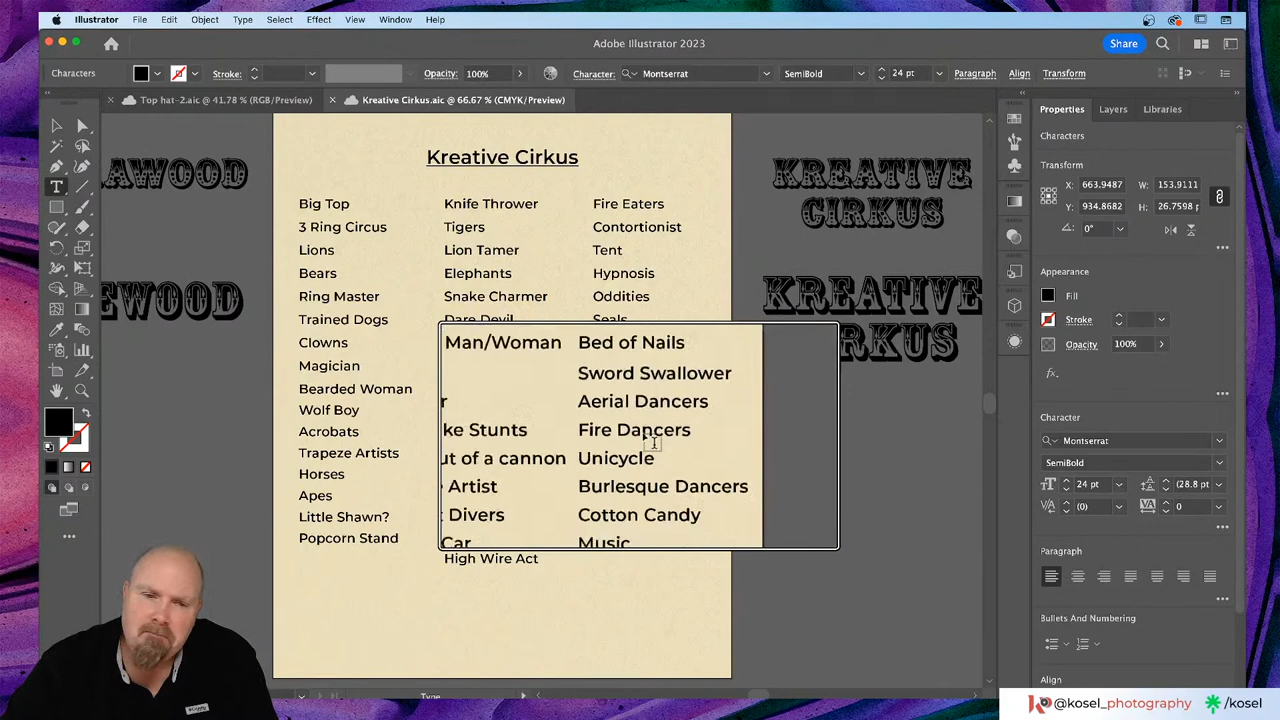 Illustrator File Edit Object Type Select Effect View Window Help
Adobe Illustrator 2023
Share
Characters Stroke: Opacity: 100% Character: Montserrat SemiBold 24 pt Paragraph Align Transform
Top hat-2.aic @ 41.78 % (RGB/Preview)
Kreative Cirkus.aic @ 66.67 % (CMYK/Preview)
Properties Layers Libraries
AWOOD
EWOOD
Kreative Cirkus
Big Top
3 Ring Circus
Lions
Bears
Ring Master
Trained Dogs
Clowns
Magician
Bearded Woman
Wolf Boy
Acrobats
Trapeze Artists
Horses
Apes
Little Shawn?
Popcorn Stand
Knife Thrower
Tigers
Lion Tamer
Elephants
Snake Charmer
Dare Devil
High Wire Act
Fire Eaters
Contortionist
Tent
Hypnosis
Oddities
Seals
Man/Woman
r
ke Stunts
ut of a cannon
Artist
Divers
Car
Bed of Nails
Sword Swallower
Aerial Dancers
Fire Dancers
Unicycle
Burlesque Dancers
Cotton Candy
Music
KREATIVE
CIRKUS
KREATIVE
CIRKUS
Characters
Transform
X: 663.9487 W: 153.9111
Y: 934.8682 H: 26.7598 p
0°
Appearance
Fill
Stroke
Opacity 100%
fx.
Character
Montserrat
SemiBold
24 pt (28.8 p
(0) 0
Paragraph
Bullets And Numbering
Align
Type
@kosel_photography /kosel